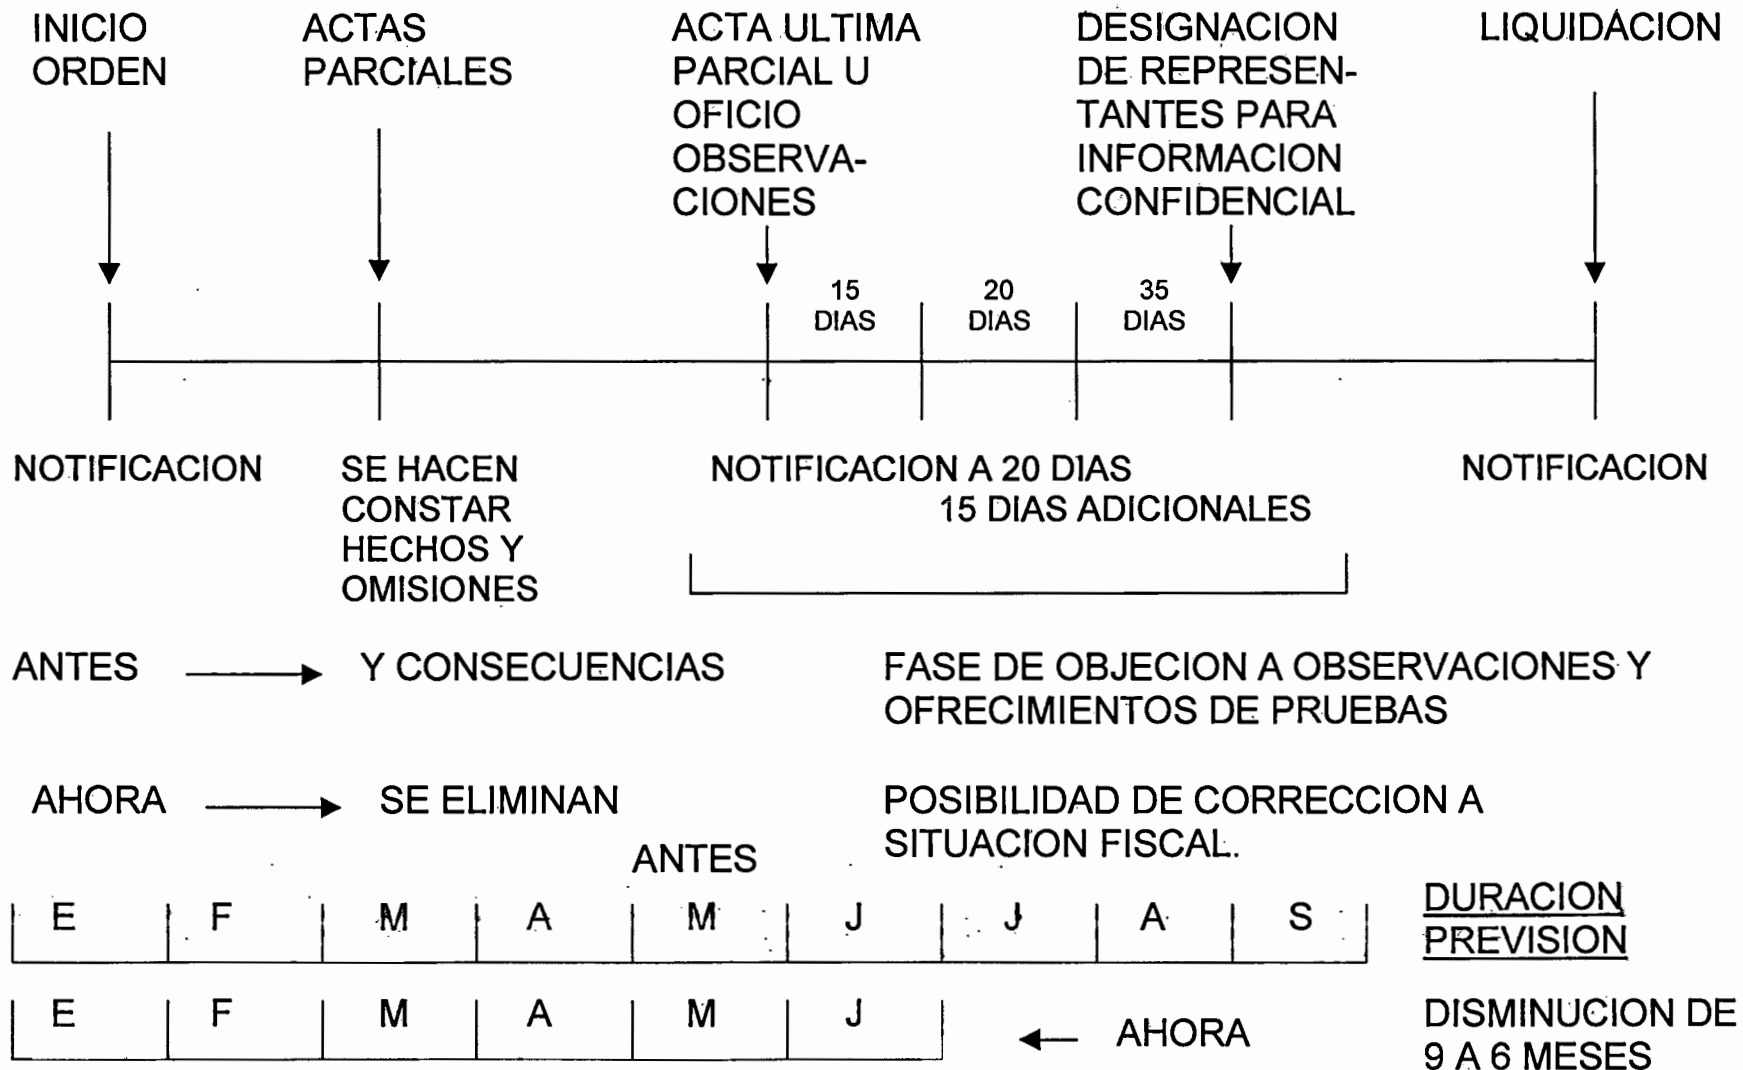 INICIO
ORDEN
ACTAS
PARCIALES
ACTA ULTIMA
PARCIAL U
OFICIO
OBSERVA-
CIONES
DESIGNACION
DE REPRESEN-
TANTES PARA
INFORMACION
CONFIDENCIAL
LIQUIDACION
15
DIAS
20
DIAS
35
DIAS
NOTIFICACION
SE HACEN
CONSTAR
HECHOS Y
OMISIONES
NOTIFICACION A 20 DIAS
15 DIAS ADICIONALES
NOTIFICACION
ANTES
Y CONSECUENCIAS
FASE DE OBJECION A OBSERVACIONES Y
OFRECIMIENTOS DE PRUEBAS
AHORA
SE ELIMINAN
POSIBILIDAD DE CORRECCION A
SITUACION FISCAL.
ANTES
E F M A M J J A S
DURACION
PREVISION
E F M A M J
AHORA
DISMINUCION DE
9 A 6 MESES